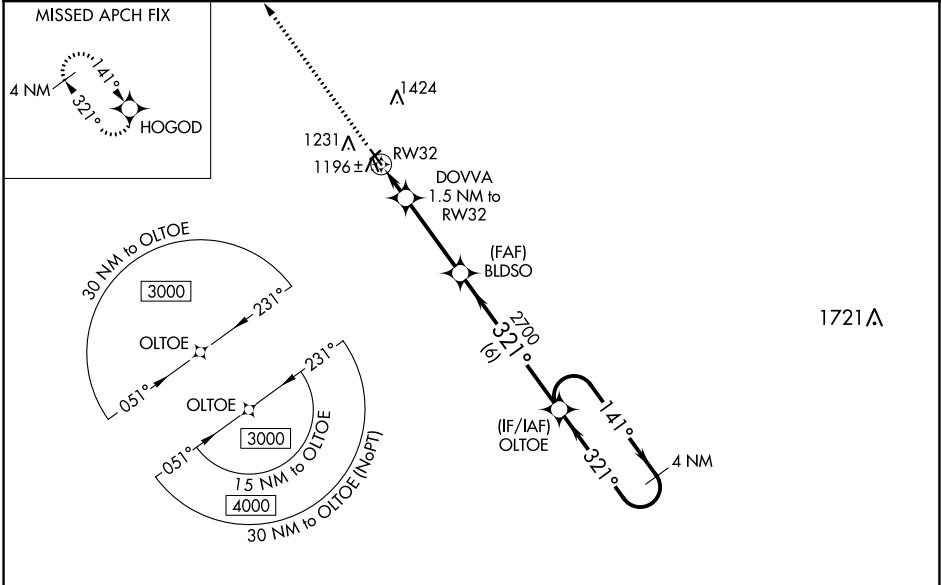 MISSED APCH FIX
4 NM
141°
321°
HOGOD
1424
1231
1196 ±
RW32
DOVVA
1.5 NM to
RW32
(FAF)
BLDSO
2700
321°
(6)
1721
(IF/IAF)
OLTOE
141°
321°
4 NM
30 NM to OLTOE
3000
231°
OLTOE
051°
231°
OLTOE
051°
3000
15 NM to OLTOE
4000
30 NM to OLTOE (NoPT)